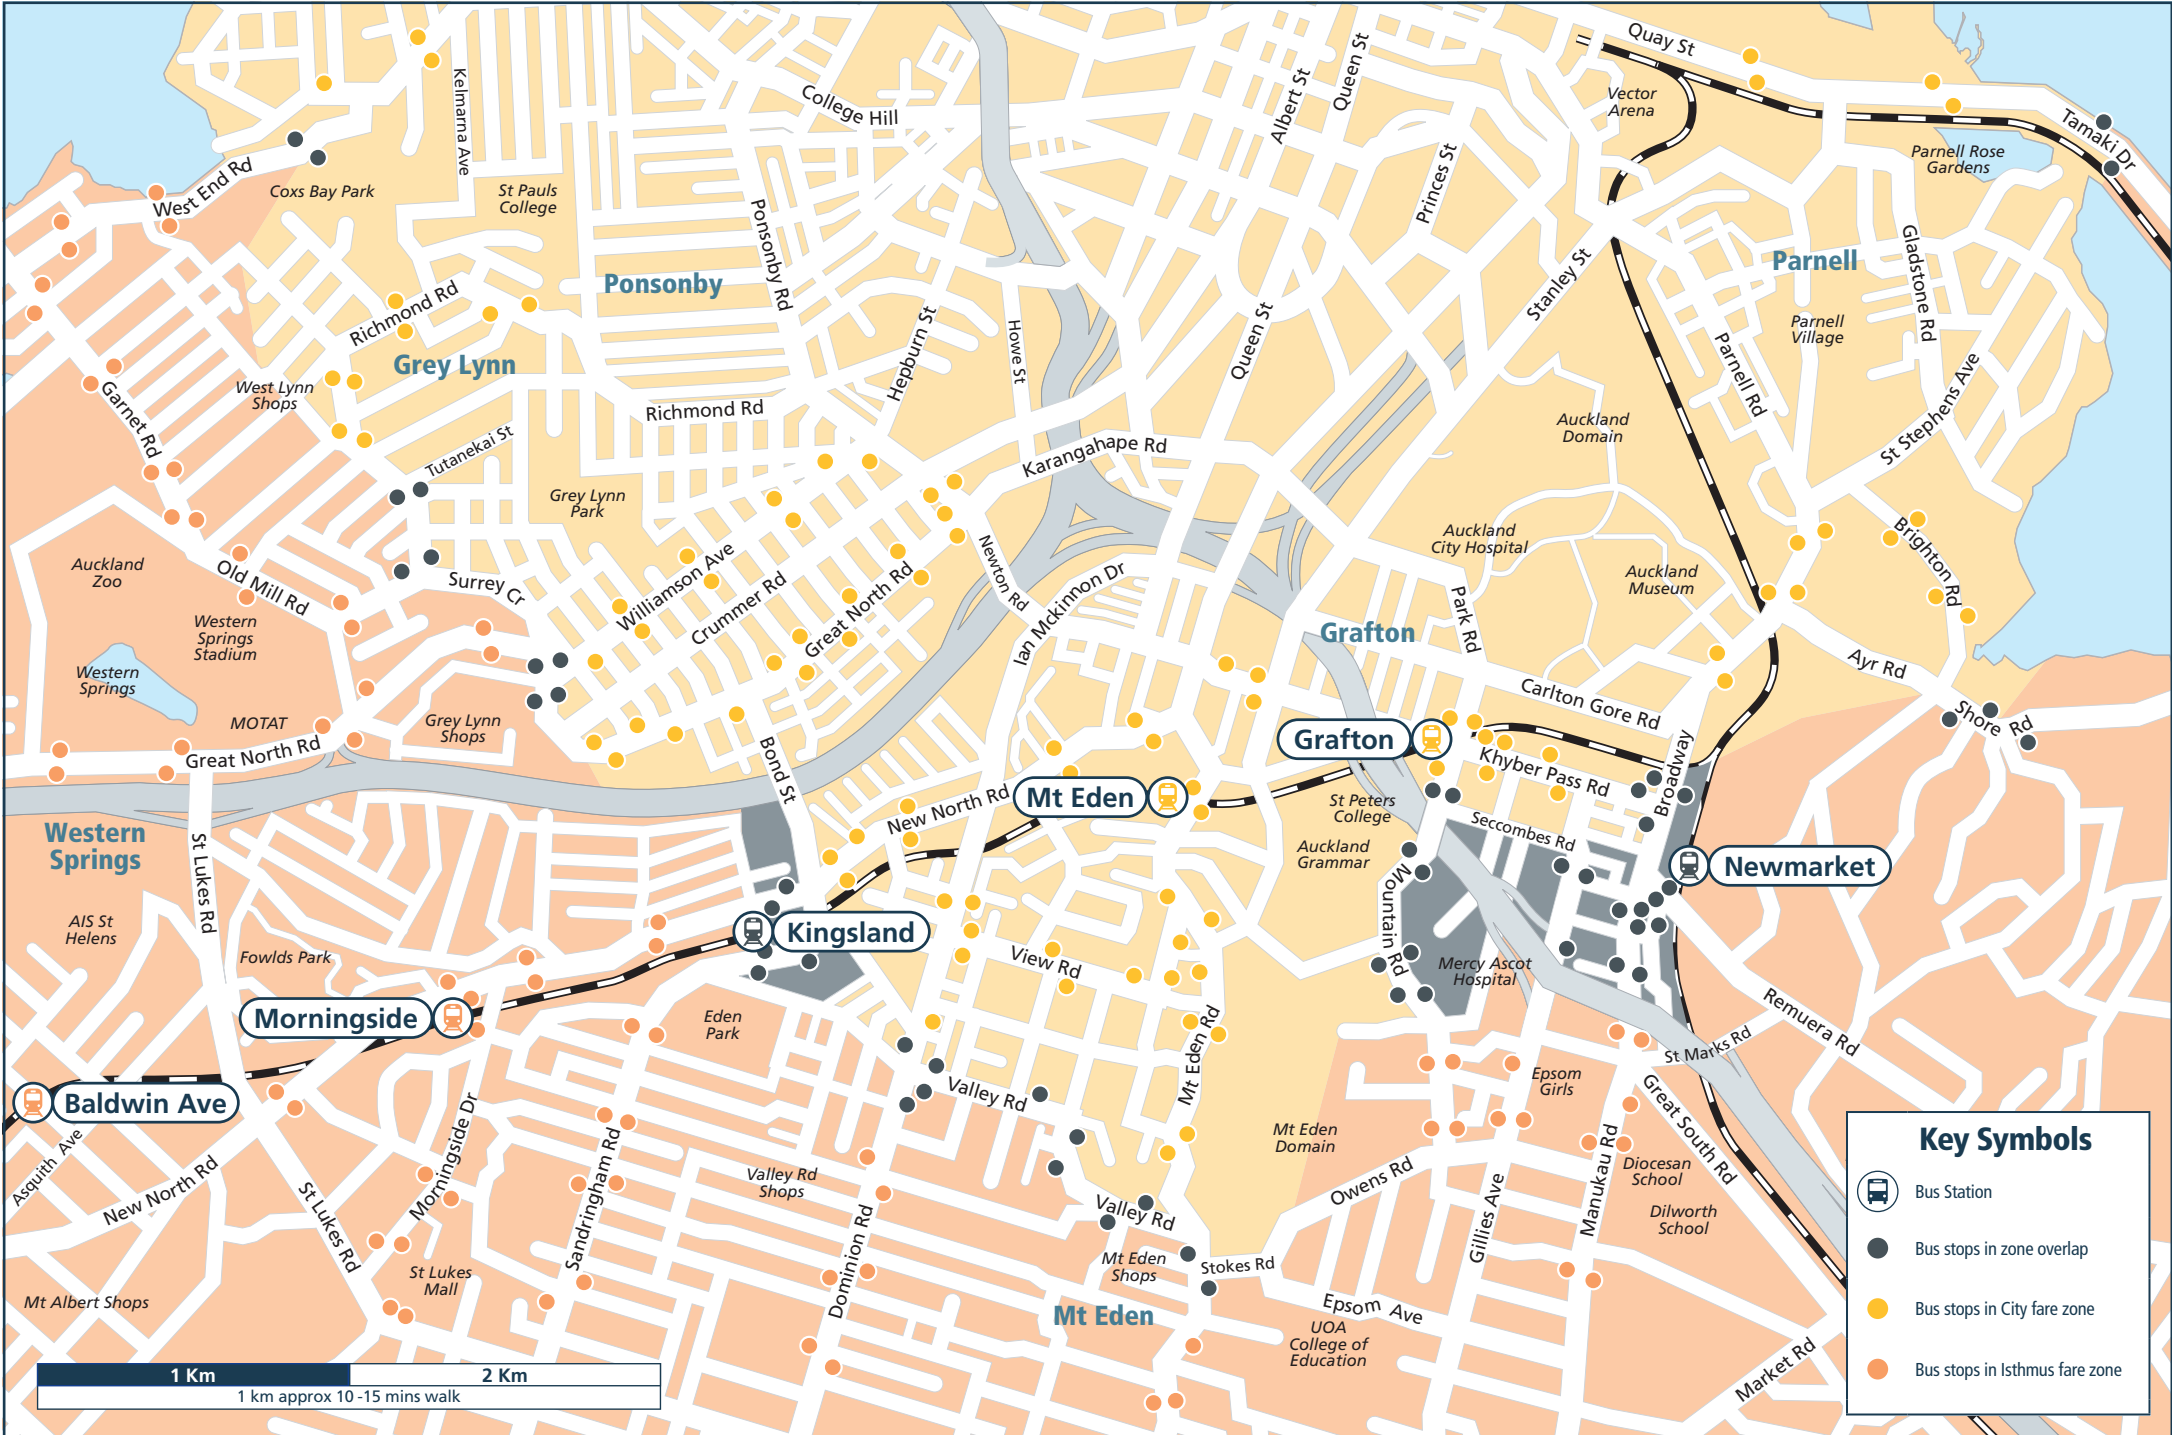 Quay St
Kelmarna Ave
College Hill
Albert St
Queen St
Vector
Arena
Tamaki Dr
Parnell Rose
Gardens
West End Rd
Coxs Bay Park
St Pauls
College
Princes St
Ponsonby Rd
Ponsonby
Parnell
Gladstone Rd
Stanley St
Richmond Rd
Grey Lynn
Hepburn St
Howe St
Queen St
Parnell
Village
Parnell Rd
West Lynn
Shops
Garnet Rd
Richmond Rd
Tutanekai St
Karangahape Rd
Auckland
Domain
St Stephens Ave
Grey Lynn
Park
Auckland
City Hospital
Brighton Rd
Auckland
Zoo
Old Mill Rd
Surrey Cr
Williamson Ave
Crummer Rd
Great North Rd
Newton Rd
Ian Mckinnon Dr
Park Rd
Auckland
Museum
Western
Springs
Stadium
Grafton
Ayr Rd
Western
Springs
Carlton Gore Rd
Shore Rd
MOTAT
Grey Lynn
Shops
Great North Rd
Bond St
Grafton
Khyber Pass Rd
Broadway
Mt Eden
New North Rd
St Peters
College
Seccombes Rd
Western
Springs
St Lukes Rd
Auckland
Grammar
Newmarket
Mountain Rd
AIS St
Helens
Fowlds Park
Kingsland
View Rd
Mercy Ascot
Hospital
Morningside
Eden
Park
Mt Eden Rd
Remuera Rd
St Marks Rd
Baldwin Ave
Valley Rd
Epsom
Girls
Great South Rd
Asquith Ave
New North Rd
Morningside Dr
Sandringham Rd
Valley Rd
Shops
Mt Eden
Domain
Owens Rd
Manukau Rd
Diocesan
School
Dilworth
School
St Lukes Rd
Valley Rd
Gillies Ave
Dominion Rd
St Lukes
Mall
Mt Eden
Shops
Stokes Rd
Mt Albert Shops
Mt Eden
Epsom Ave
UOA
College of
Education
Market Rd
Key Symbols
Bus Station
Bus stops in zone overlap
Bus stops in City fare zone
Bus stops in Isthmus fare zone
1 Km
2 Km
1 km approx 10 -15 mins walk